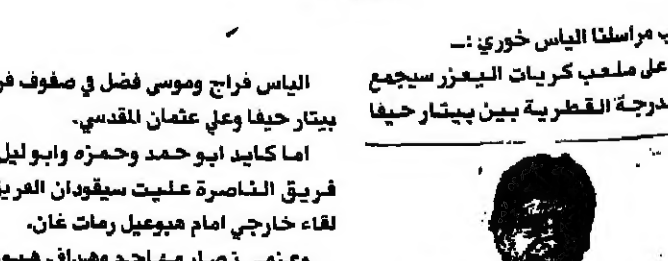 مراسلنا الياس خوري :ـ
على ملعب كريات اليعزر سيجمع
الدرجة القطرية بين بيتار حيفا
الياس فراج وموسى فضل في صفوف
بيتار حيفا وعلي عثمان المقدسي.
اما كايد ابو حمد وحمزه وابو ليل
فريق الناصرة عليت سيقودان الفريق
لقاء خارجي امام هبوعيل رمات غان.